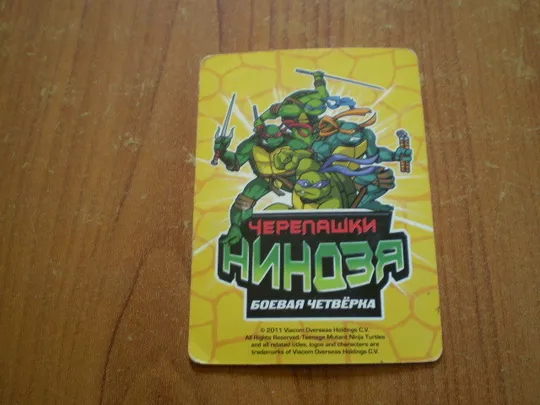 ЧЕРЕПАШКИ
НИНДЗЯ
БОЕВАЯ ЧЕТВЁРКА
© 2011 Viacom Overseas Holdings C.V.
All Rights Reserved. Teenage Mutant Ninja Turtles
and all related titles, logos and characters are
trademarks of Viacom Overseas Holdings C.V.